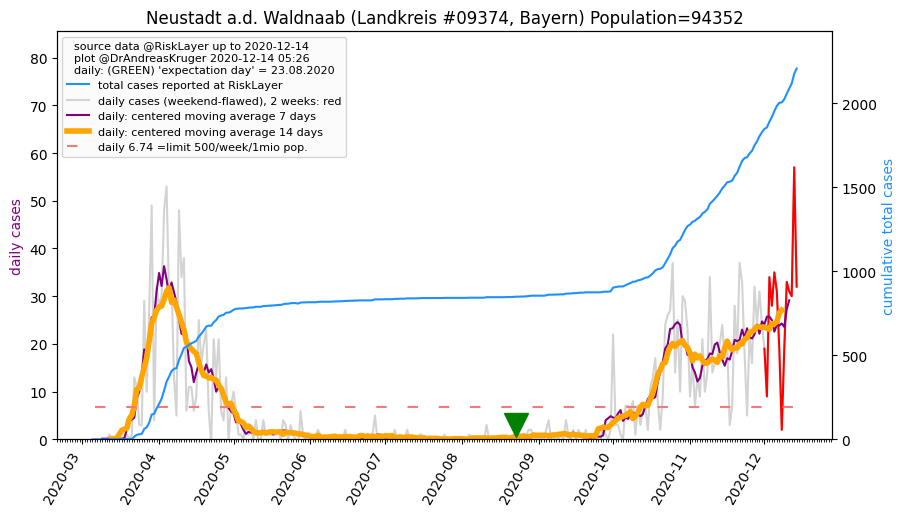 Neustadt a.d. Waldnaab (Landkreis #09374, Bayern) Population=94352
source data @RiskLayer up to 2020-12-14
plot @DrAndreasKruger 2020-12-14 05:26
daily: (GREEN) 'expectation day' = 23.08.2020
total cases reported at RiskLayer
daily cases (weekend-flawed), 2 weeks: red
daily: centered moving average 7 days
daily: centered moving average 14 days
daily 6.74 =limit 500/week/1mio pop.
daily cases
80
70
60
50
40
30
20
10
0
cumulative total cases
2000
1500
1000
500
0
2020-03
2020-04
2020-05
2020-06
2020-07
2020-08
2020-09
2020-10
2020-11
2020-12